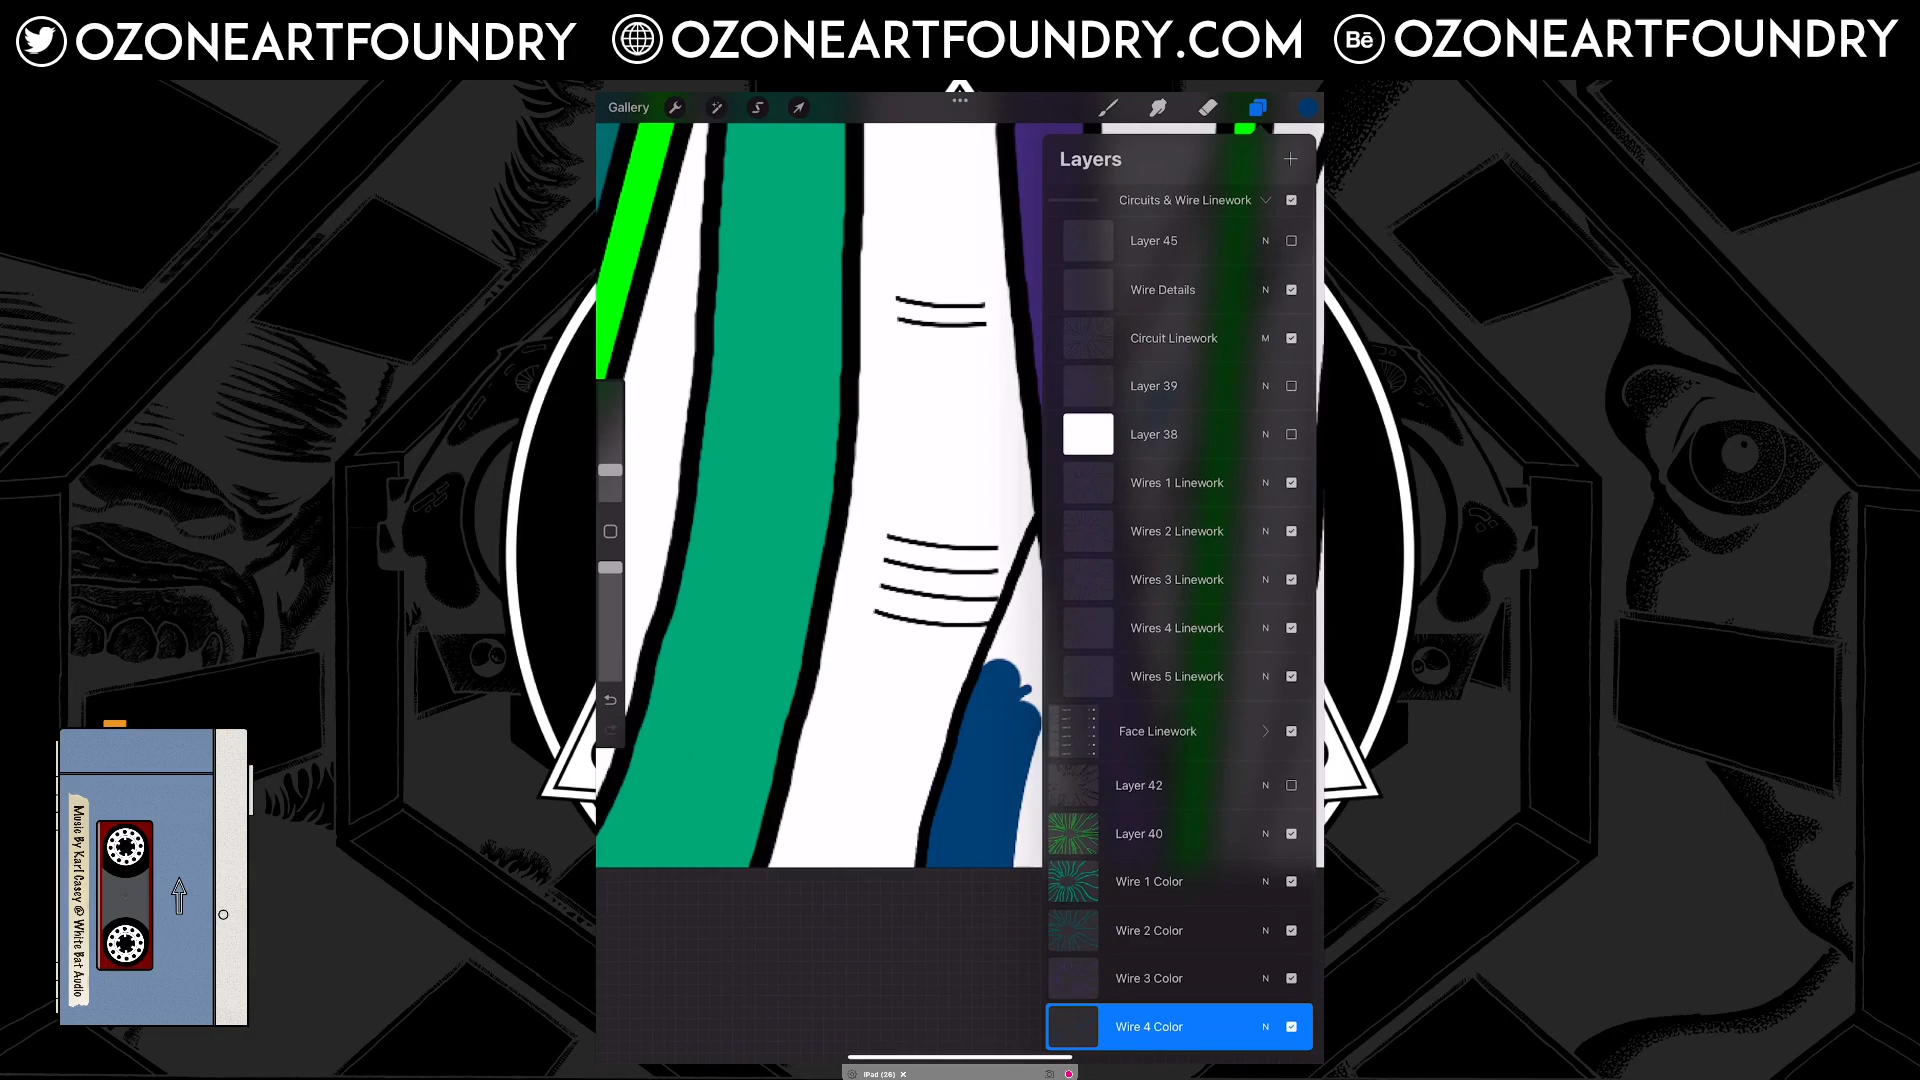 OZONEARTFOUNDRY
OZONEARTFOUNDRY.COM
Bē OZONEARTFOUNDRY
Gallery
Layers
Circuits & Wire Linework
Layer 45 N
Wire Details N
Circuit Linework M
Layer 39 N
Layer 38 N
Wires 1 Linework N
Wires 2 Linework N
Wires 3 Linework N
Wires 4 Linework N
Wires 5 Linework N
Face Linework
Layer 42 N
Layer 40 N
Wire 1 Color N
Wire 2 Color N
Wire 3 Color N
Wire 4 Color N
Music By Karl Casey @ White Bat Audio
iPad (26)